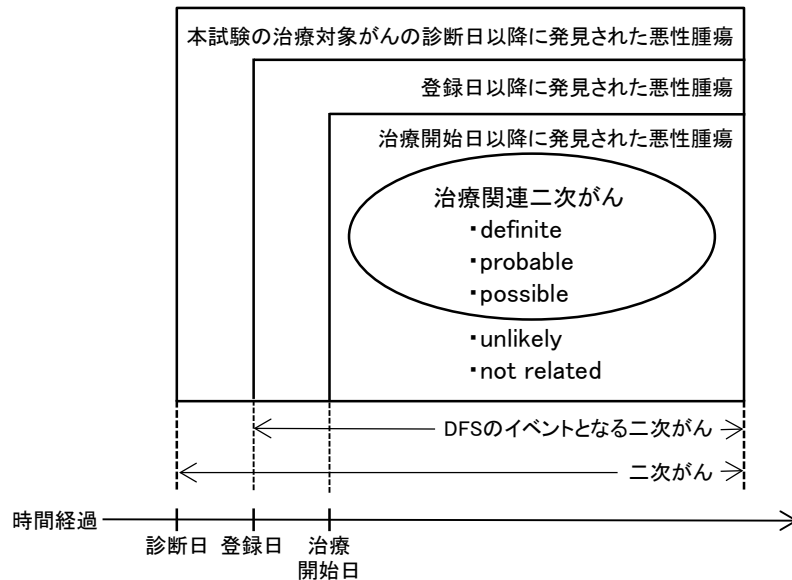 本試験の治療対象がんの診断日以降に発見された悪性腫瘍
登録日以降に発見された悪性腫瘍
治療開始日以降に発見された悪性腫瘍
治療関連二次がん
・definite
・probable
・possible
・unlikely
・not related
DFSのイベントとなる二次がん
二次がん
時間経過
診断日 登録日 治療
開始日